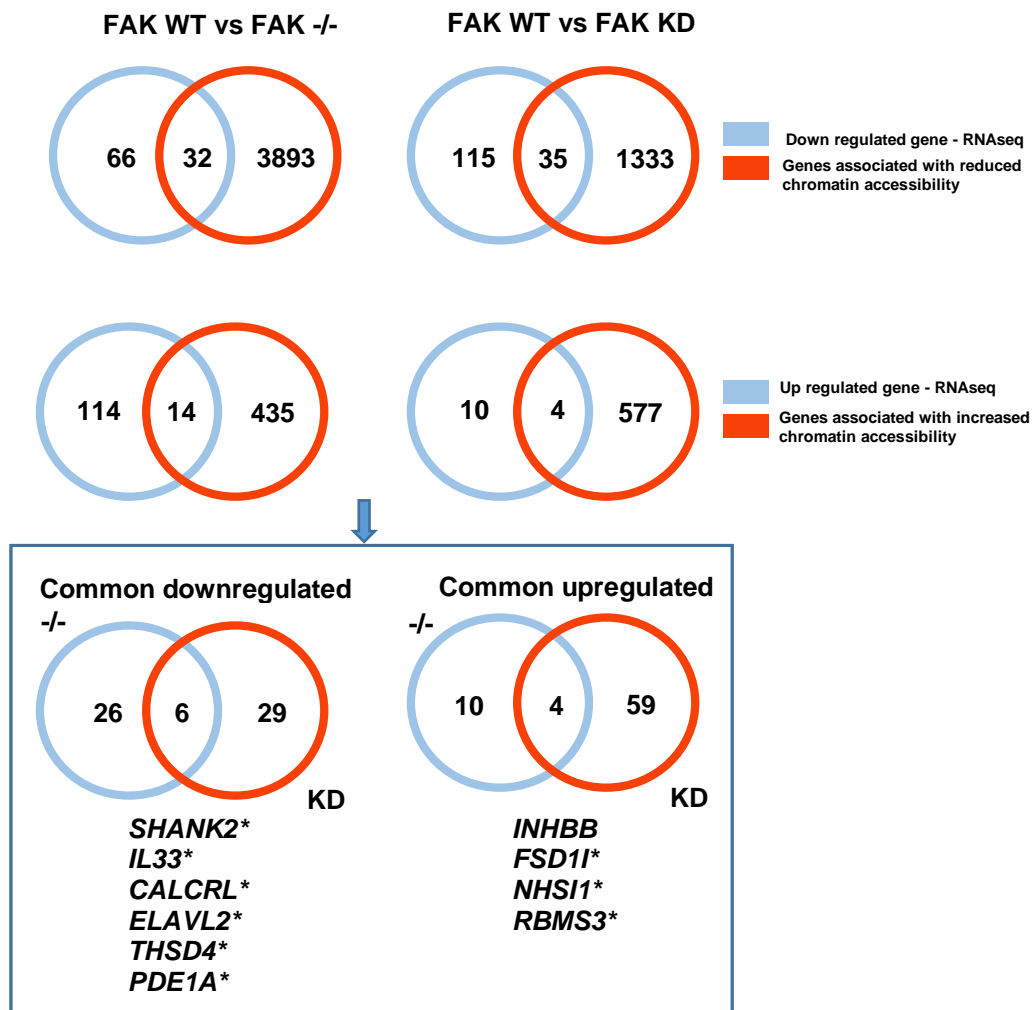 FAK WT vs FAK -/-
FAK WT vs FAK KD
66 32 3893
115 35 1333
Down regulated gene - RNAseq
Genes associated with reduced
chromatin accessibility
114 14 435
10 4 577
Up regulated gene - RNAseq
Genes associated with increased
chromatin accessibility
Common downregulated
-/-
26 6 29
KD
SHANK2*
IL33*
CALCRL*
ELAVL2*
THSD4*
PDE1A*
Common upregulated
-/-
10 4 59
KD
INHBB
FSD1I*
NHSI1*
RBMS3*